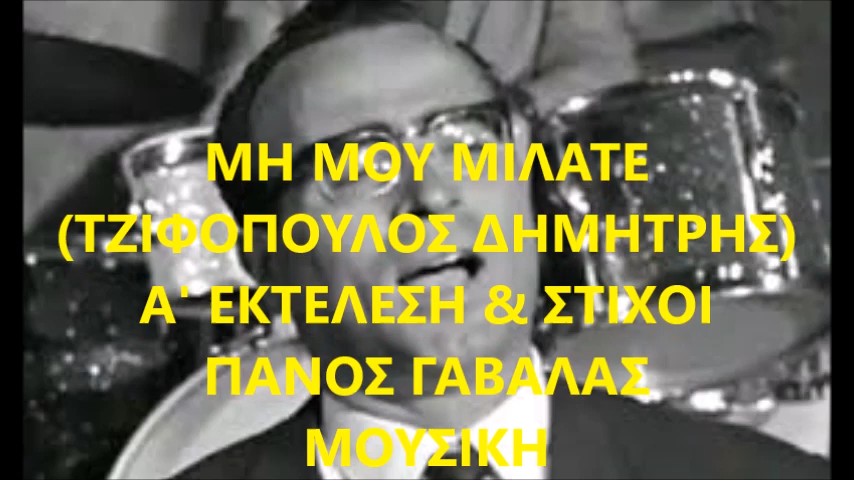 ΜΗ ΜΟΥ ΜΙΛΑΤΕ
(ΤΖΙΦΟΠΟΥΛΟΣ ΔΗΜΗΤΡΗΣ)
Α' ΕΚΤΕΛΕΣΗ & ΣΤΙΧΟΙ
ΠΑΝΟΣ ΓΑΒΑΛΑΣ
ΜΟΥΣΙΚΗ